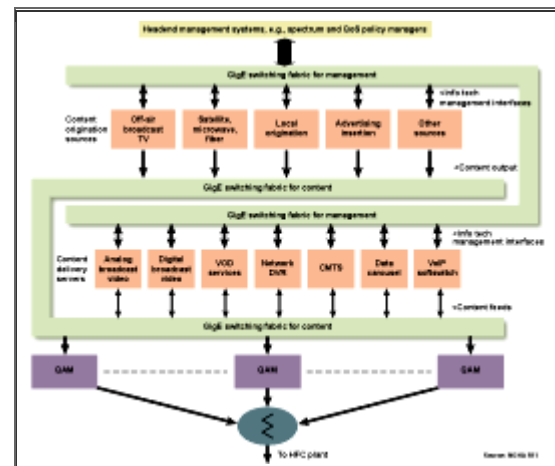 Headend management systems, e.g., spectrum and QoS policy managers
GigE switching fabric for management
Info tech
management interfaces
Content
origination
sources
Off-air
broadcast
TV
Satellite,
microwave,
fiber
Local
origination
Advertising
insertion
Other
sources
Content output
GigE switching fabric for content
GigE switching fabric for management
Info tech
management interfaces
Content
delivery
servers
Analog
broadcast
video
Digital
broadcast
video
VOD
services
Network
DVR
CMTS
Data
carousel
VoIP
softswitch
Content feeds
GigE switching fabric for content
QAM
QAM
QAM
To HFC plant
Source: